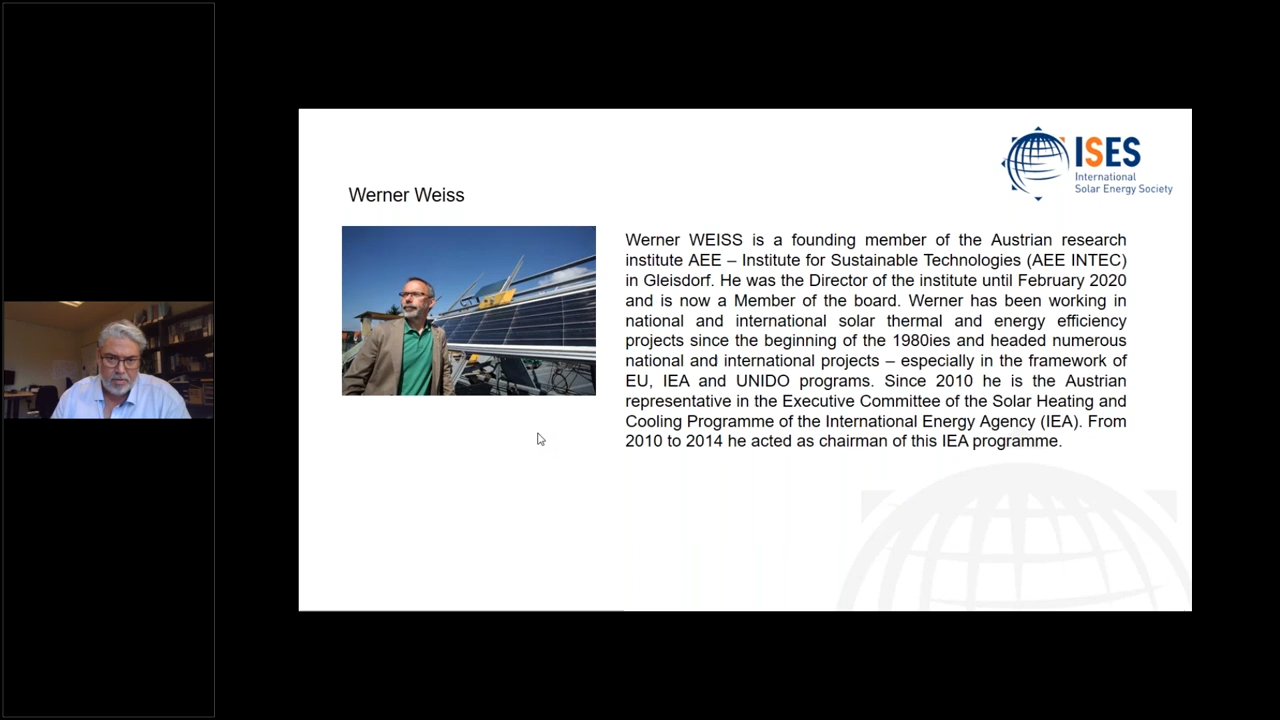 ISES
International
Solar Energy Society
Werner Weiss
Werner WEISS is a founding member of the Austrian research
institute AEE – Institute for Sustainable Technologies (AEE INTEC)
in Gleisdorf. He was the Director of the institute until February 2020
and is now a Member of the board. Werner has been working in
national and international solar thermal and energy efficiency
projects since the beginning of the 1980ies and headed numerous
national and international projects – especially in the framework of
EU, IEA and UNIDO programs. Since 2010 he is the Austrian
representative in the Executive Committee of the Solar Heating and
Cooling Programme of the International Energy Agency (IEA). From
2010 to 2014 he acted as chairman of this IEA programme.